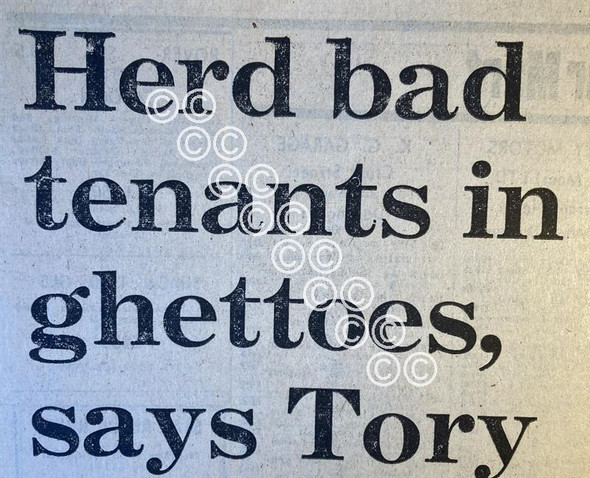 Herd bad
tenants in
ghettoes,
says Tory